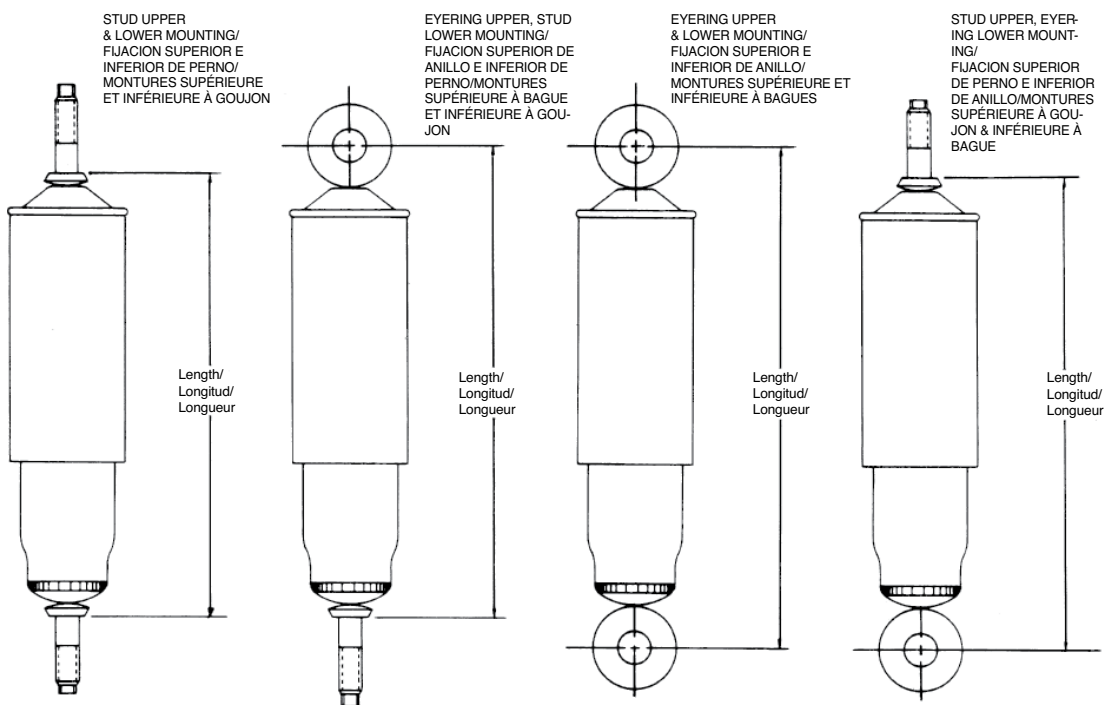 STUD UPPER
& LOWER MOUNTING/
FIJACION SUPERIOR E
INFERIOR DE PERNO/
MONTURES SUPÉRIEURE
ET INFÉRIEURE À GOUJON
EYERING UPPER, STUD
LOWER MOUNTING/
FIJACION SUPERIOR DE
ANILLO E INFERIOR DE
PERNO/MONTURES
SUPÉRIEURE À BAGUE
ET INFÉRIEURE À GOU-
JON
EYERING UPPER
& LOWER MOUNTING/
FIJACION SUPERIOR E
INFERIOR DE ANILLO/
MONTURES SUPÉRIEURE ET
INFÉRIEURE À BAGUES
STUD UPPER, EYER-
ING LOWER MOUNT-
ING/
FIJACION SUPERIOR
DE PERNO E INFERIOR
DE ANILLO/MONTURES
SUPÉRIEURE À GOU-
JON & INFÉRIEURE À
BAGUE
Length/
Longitud/
Longueur
Length/
Longitud/
Longueur
Length/
Longitud/
Longueur
Length/
Longitud/
Longueur